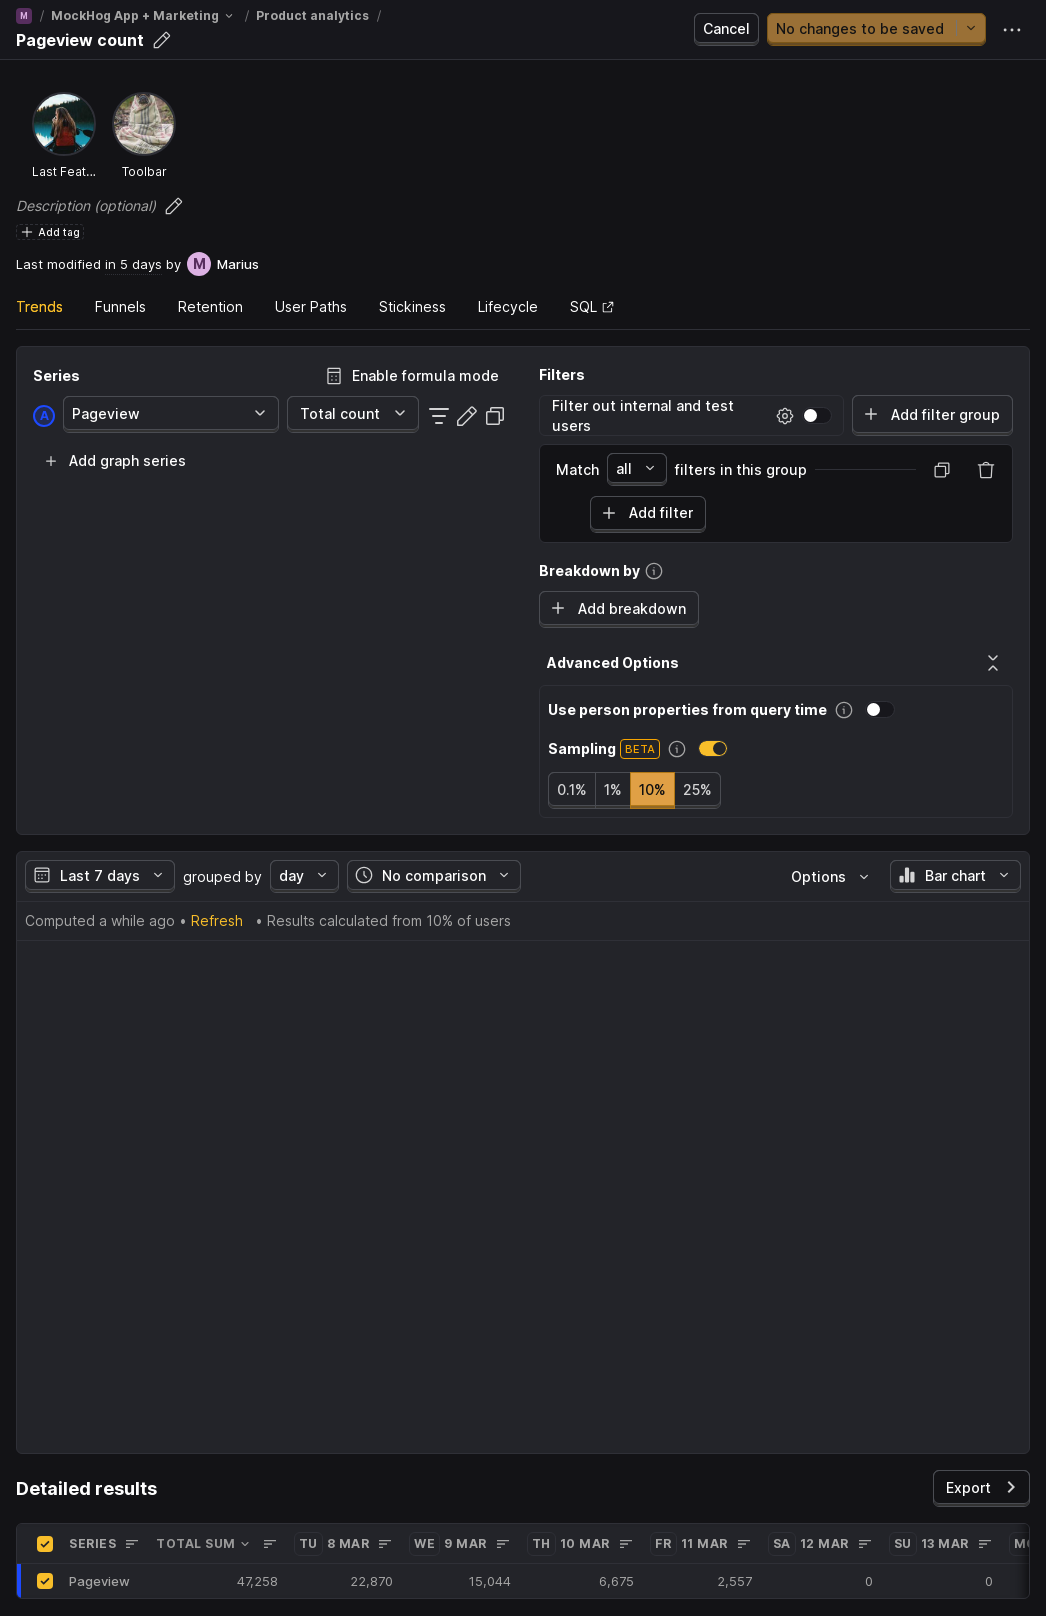 M / MockHog App + Marketing / Product analytics /
Pageview count
Cancel
No changes to be saved
Last Feat...
Toolbar
Description (optional)
Add tag
Last modified in 5 days by M Marius
Trends Funnels Retention User Paths Stickiness Lifecycle SQL
Series
Enable formula mode
A Pageview Total count
Add graph series
Filters
Filter out internal and test
users
Add filter group
Match all filters in this group
Add filter
Breakdown by
Add breakdown
Advanced Options
Use person properties from query time
Sampling BETA
0.1% 1% 10% 25%
Last 7 days grouped by day No comparison Options Bar chart
Computed a while ago • Refresh • Results calculated from 10% of users
Detailed results
Export
SERIES TOTAL SUM TU 8 MAR WE 9 MAR TH 10 MAR FR 11 MAR SA 12 MAR SU 13 MAR
Pageview 47,258 22,870 15,044 6,675 2,557 0 0